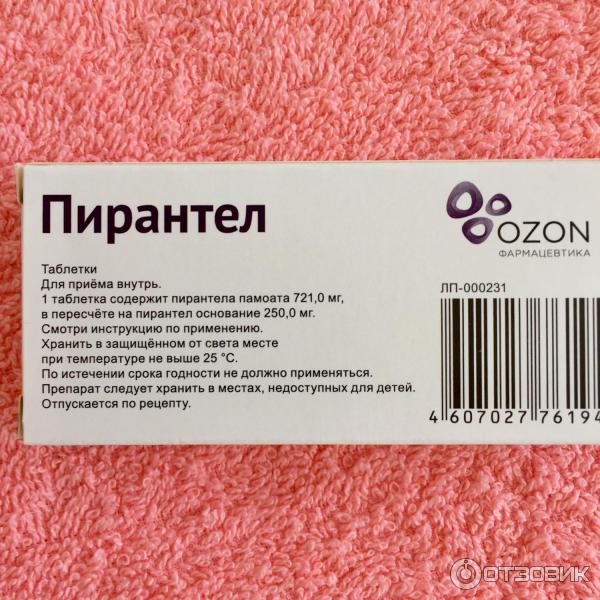 Пирантел
OZON
ФАРМАЦЕВТИКА
Таблетки
Для приёма внутрь.
1 таблетка содержит пирантела памоата 721,0 мг,
в пересчёте на пирантел основание 250,0 мг.
Смотри инструкцию по применению.
Хранить в защищённом от света месте
при температуре не выше 25 °С.
По истечении срока годности не должно применяться.
Препарат следует хранить в местах, недоступных для детей.
Отпускается по рецепту.
ЛП-000231
4 607027 76194
ОТЗОВИК